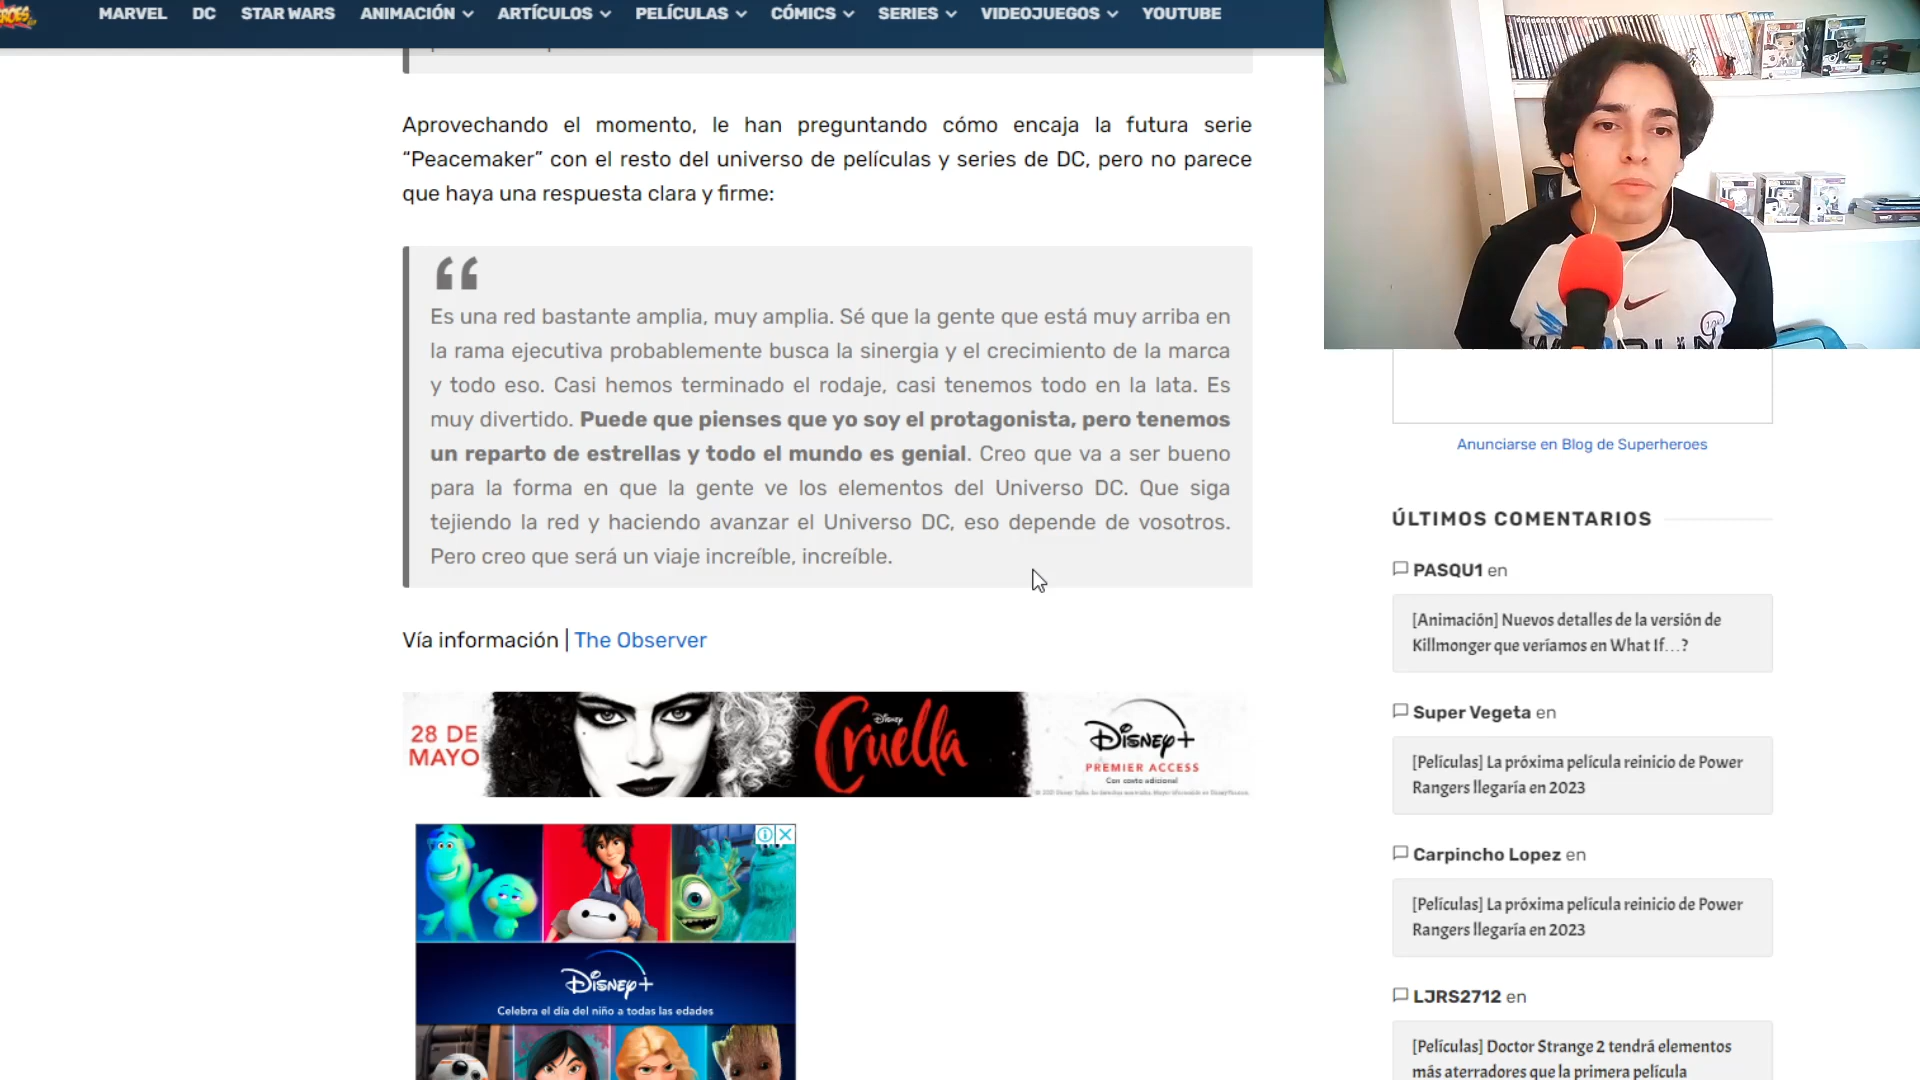 MARVEL DC STAR WARS ANIMACIÓN ARTÍCULOS PELÍCULAS CÓMICS SERIES VIDEOJUEGOS YOUTUBE
Aprovechando el momento, le han preguntando cómo encaja la futura serie
“Peacemaker” con el resto del universo de películas y series de DC, pero no parece
que haya una respuesta clara y firme:
Es una red bastante amplia, muy amplia. Sé que la gente que está muy arriba en
la rama ejecutiva probablemente busca la sinergia y el crecimiento de la marca
y todo eso. Casi hemos terminado el rodaje, casi tenemos todo en la lata. Es
muy divertido. Puede que pienses que yo soy el protagonista, pero tenemos
un reparto de estrellas y todo el mundo es genial. Creo que va a ser bueno
para la forma en que la gente ve los elementos del Universo DC. Que siga
tejiendo la red y haciendo avanzar el Universo DC, eso depende de vosotros.
Pero creo que será un viaje increíble, increíble.
Vía información | The Observer
28 DE
MAYO
Disney
Cruella
Disney+
PREMIER ACCESS
Con costo adicional
Disney+
Celebra el día del niño a todas las edades
Anunciarse en Blog de Superheroes
ÚLTIMOS COMENTARIOS
PASQU1 en
[Animación] Nuevos detalles de la versión de
Killmonger que veríamos en What If…?
Super Vegeta en
[Películas] La próxima película reinicio de Power
Rangers llegaría en 2023
Carpincho Lopez en
[Películas] La próxima película reinicio de Power
Rangers llegaría en 2023
LJRS2712 en
[Películas] Doctor Strange 2 tendrá elementos
más aterradores que la primera película